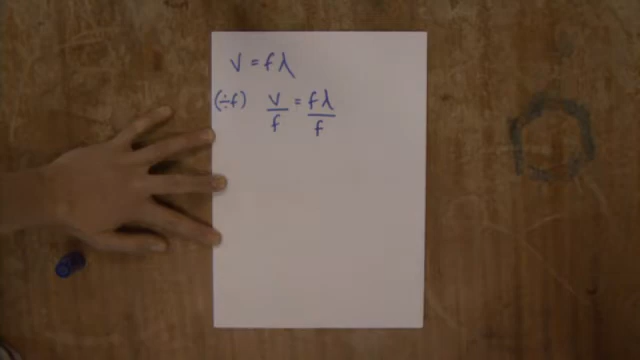 v = fλ
(÷f) v/f = fλ/f